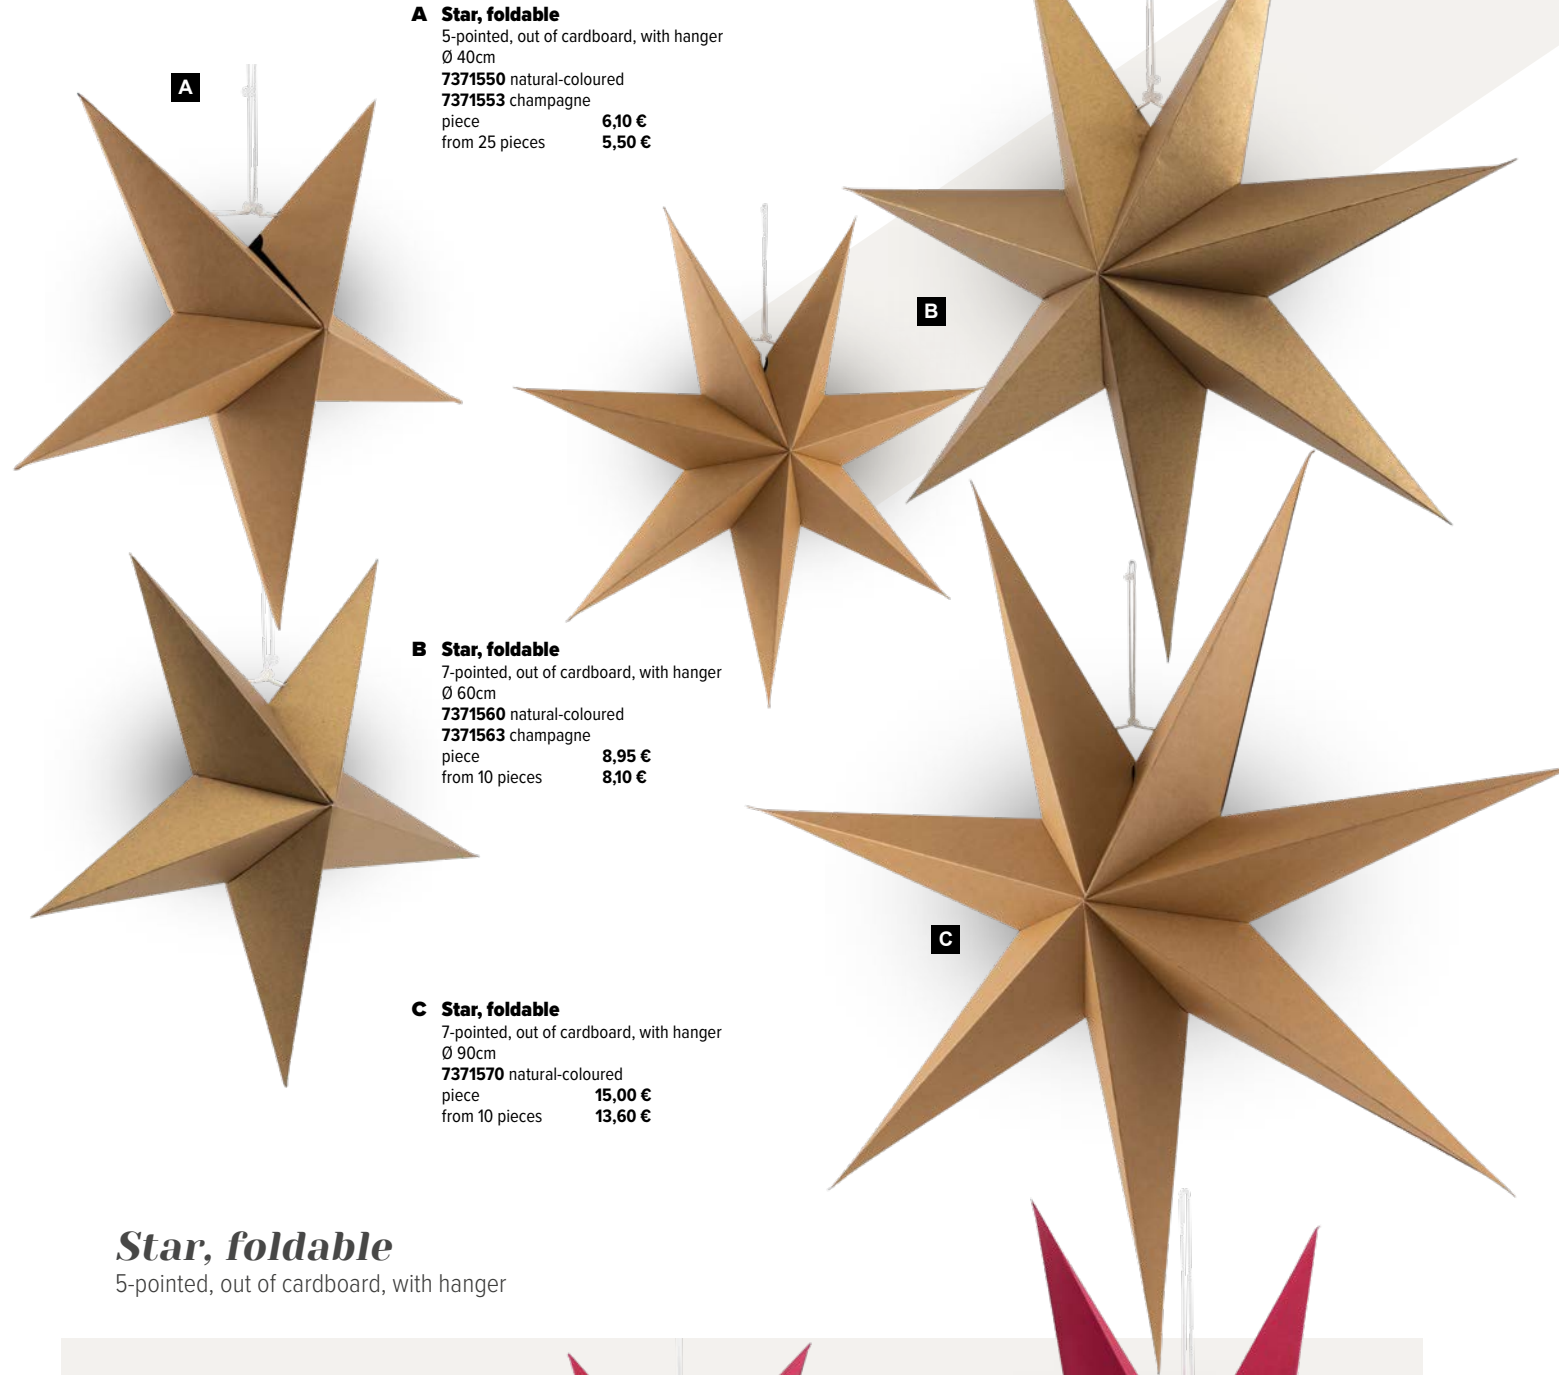 A Star, foldable
5-pointed, out of cardboard, with hanger
Ø 40cm
7371550 natural-coloured
7371553 champagne
piece 6,10 €
from 25 pieces 5,50 €
A
B
B Star, foldable
7-pointed, out of cardboard, with hanger
Ø 60cm
7371560 natural-coloured
7371563 champagne
piece 8,95 €
from 10 pieces 8,10 €
C
C Star, foldable
7-pointed, out of cardboard, with hanger
Ø 90cm
7371570 natural-coloured
piece 15,00 €
from 10 pieces 13,60 €
Star, foldable
5-pointed, out of cardboard, with hanger